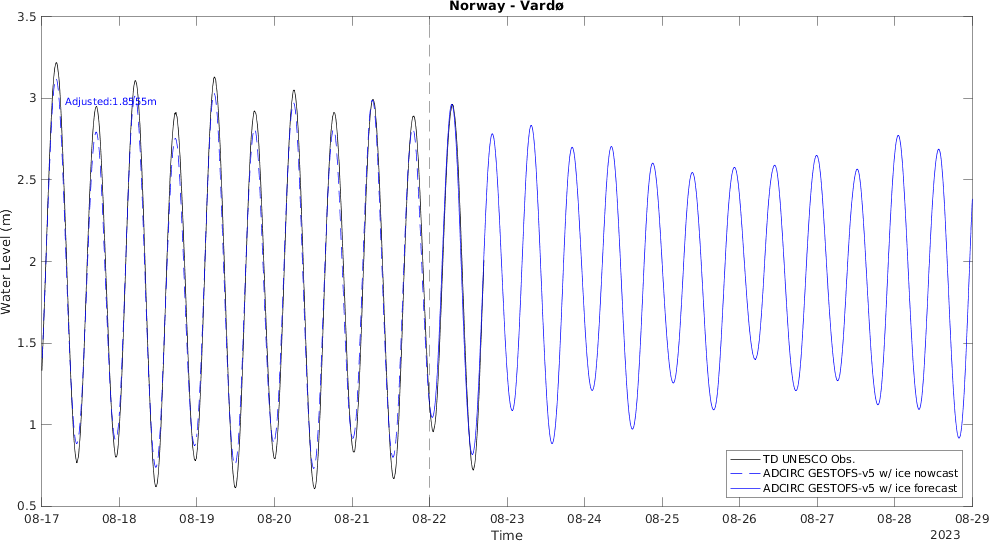 Norway - Vardø
3.5
3
2.5
2
1.5
1
0.5
Water Level (m)
Adjusted:1.8555m
TD UNESCO Obs.
ADCIRC GESTOFS-v5 w/ ice nowcast
ADCIRC GESTOFS-v5 w/ ice forecast
08-17 08-18 08-19 08-20 08-21 08-22 08-23 08-24 08-25 08-26 08-27 08-28 08-29
Time
2023